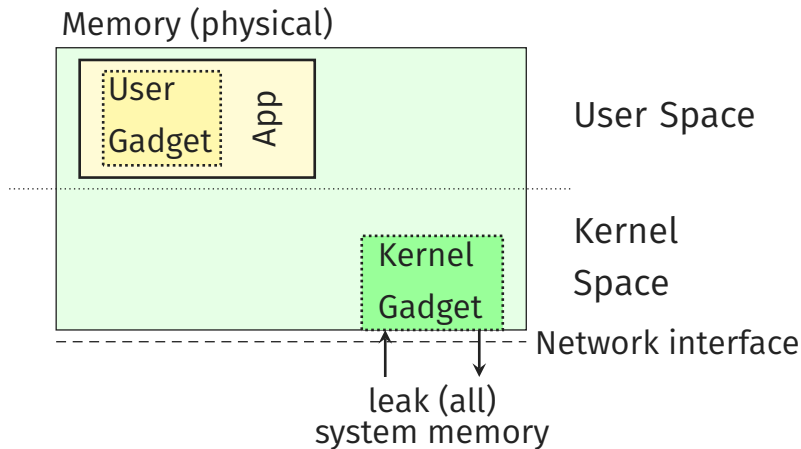 Memory (physical)
User
Gadget
App
User Space
Kernel
Gadget
Kernel
Space
Network interface
leak (all)
system memory